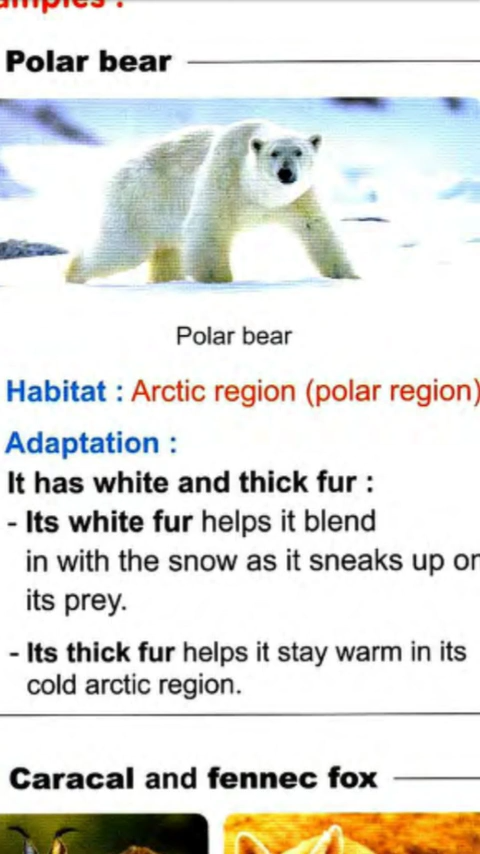 Polar bear
Polar bear
Habitat : Arctic region (polar region)
Adaptation :
It has white and thick fur :
- Its white fur helps it blend
in with the snow as it sneaks up on
its prey.
- Its thick fur helps it stay warm in its
cold arctic region.
Caracal and fennec fox